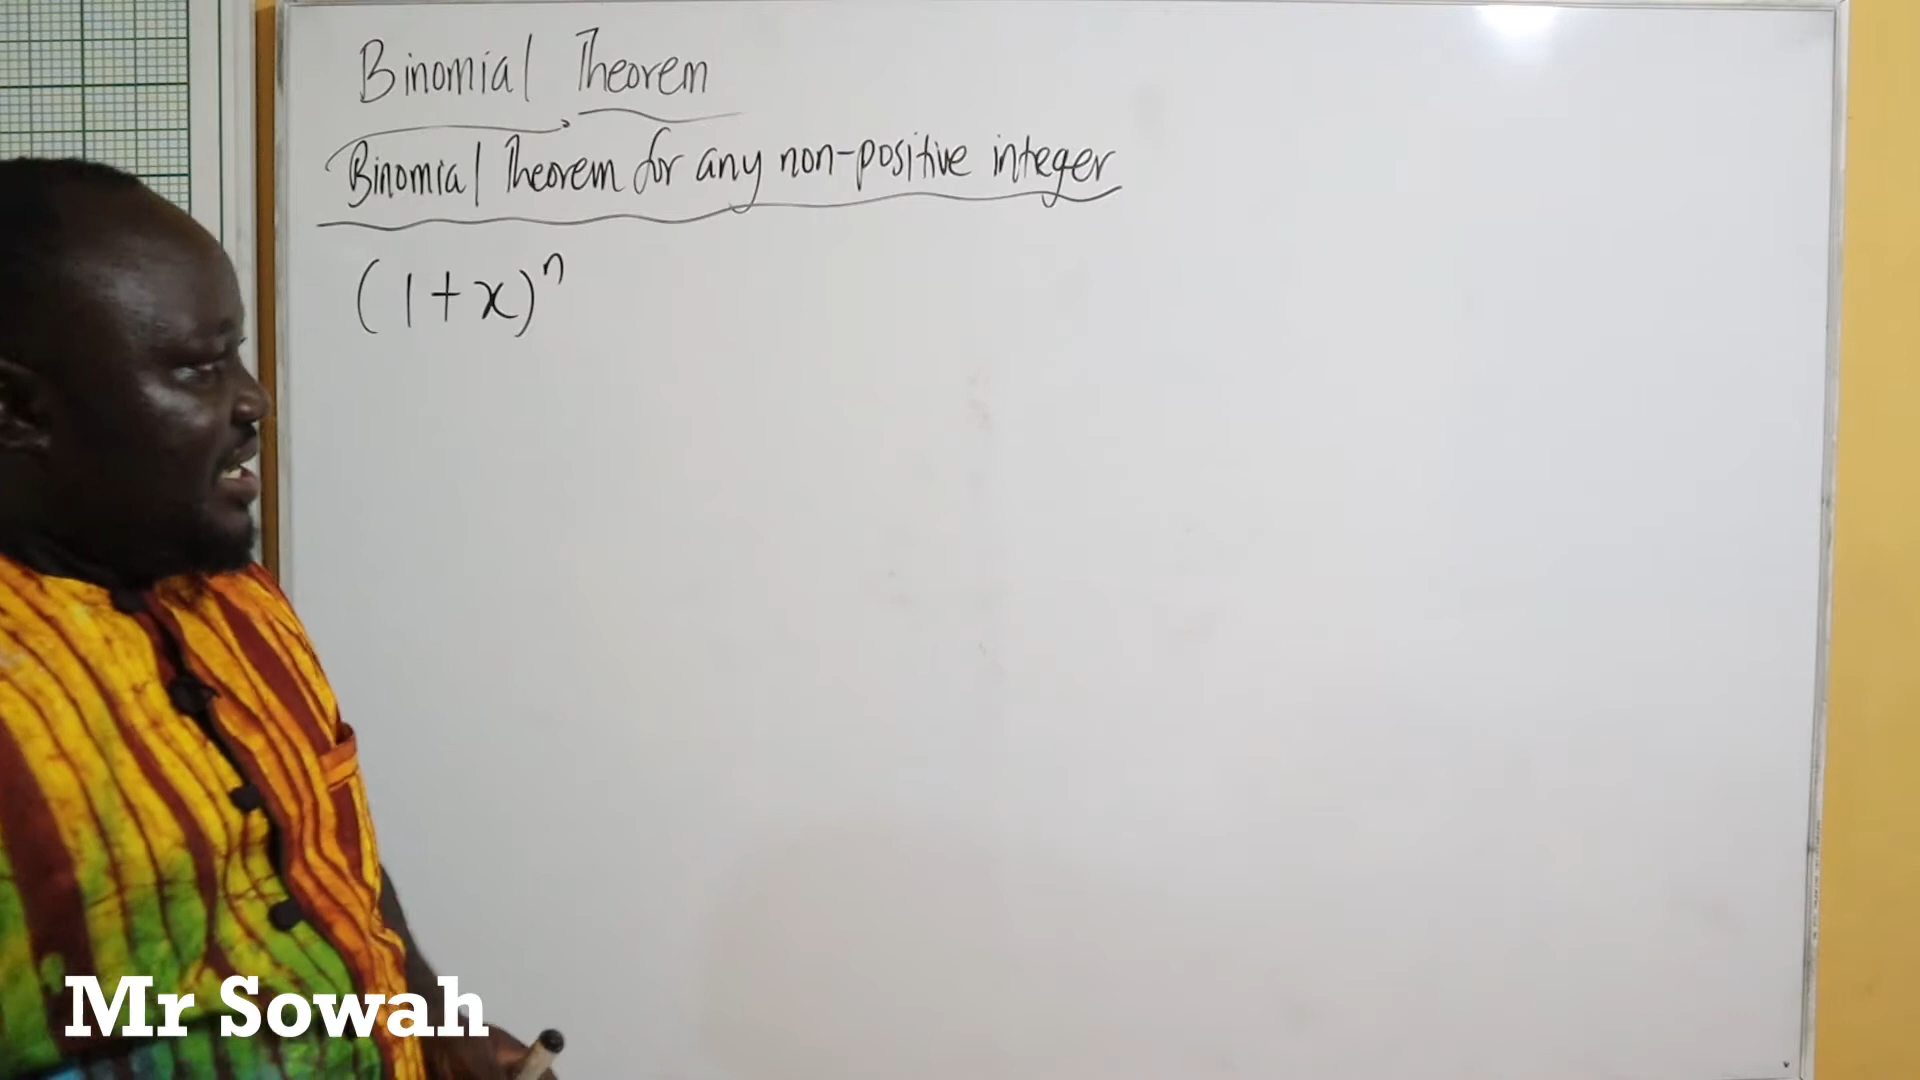 Binomial Theorem
Binomial Theorem for any non-positive integer
(1+x)ⁿ
Mr Sowah